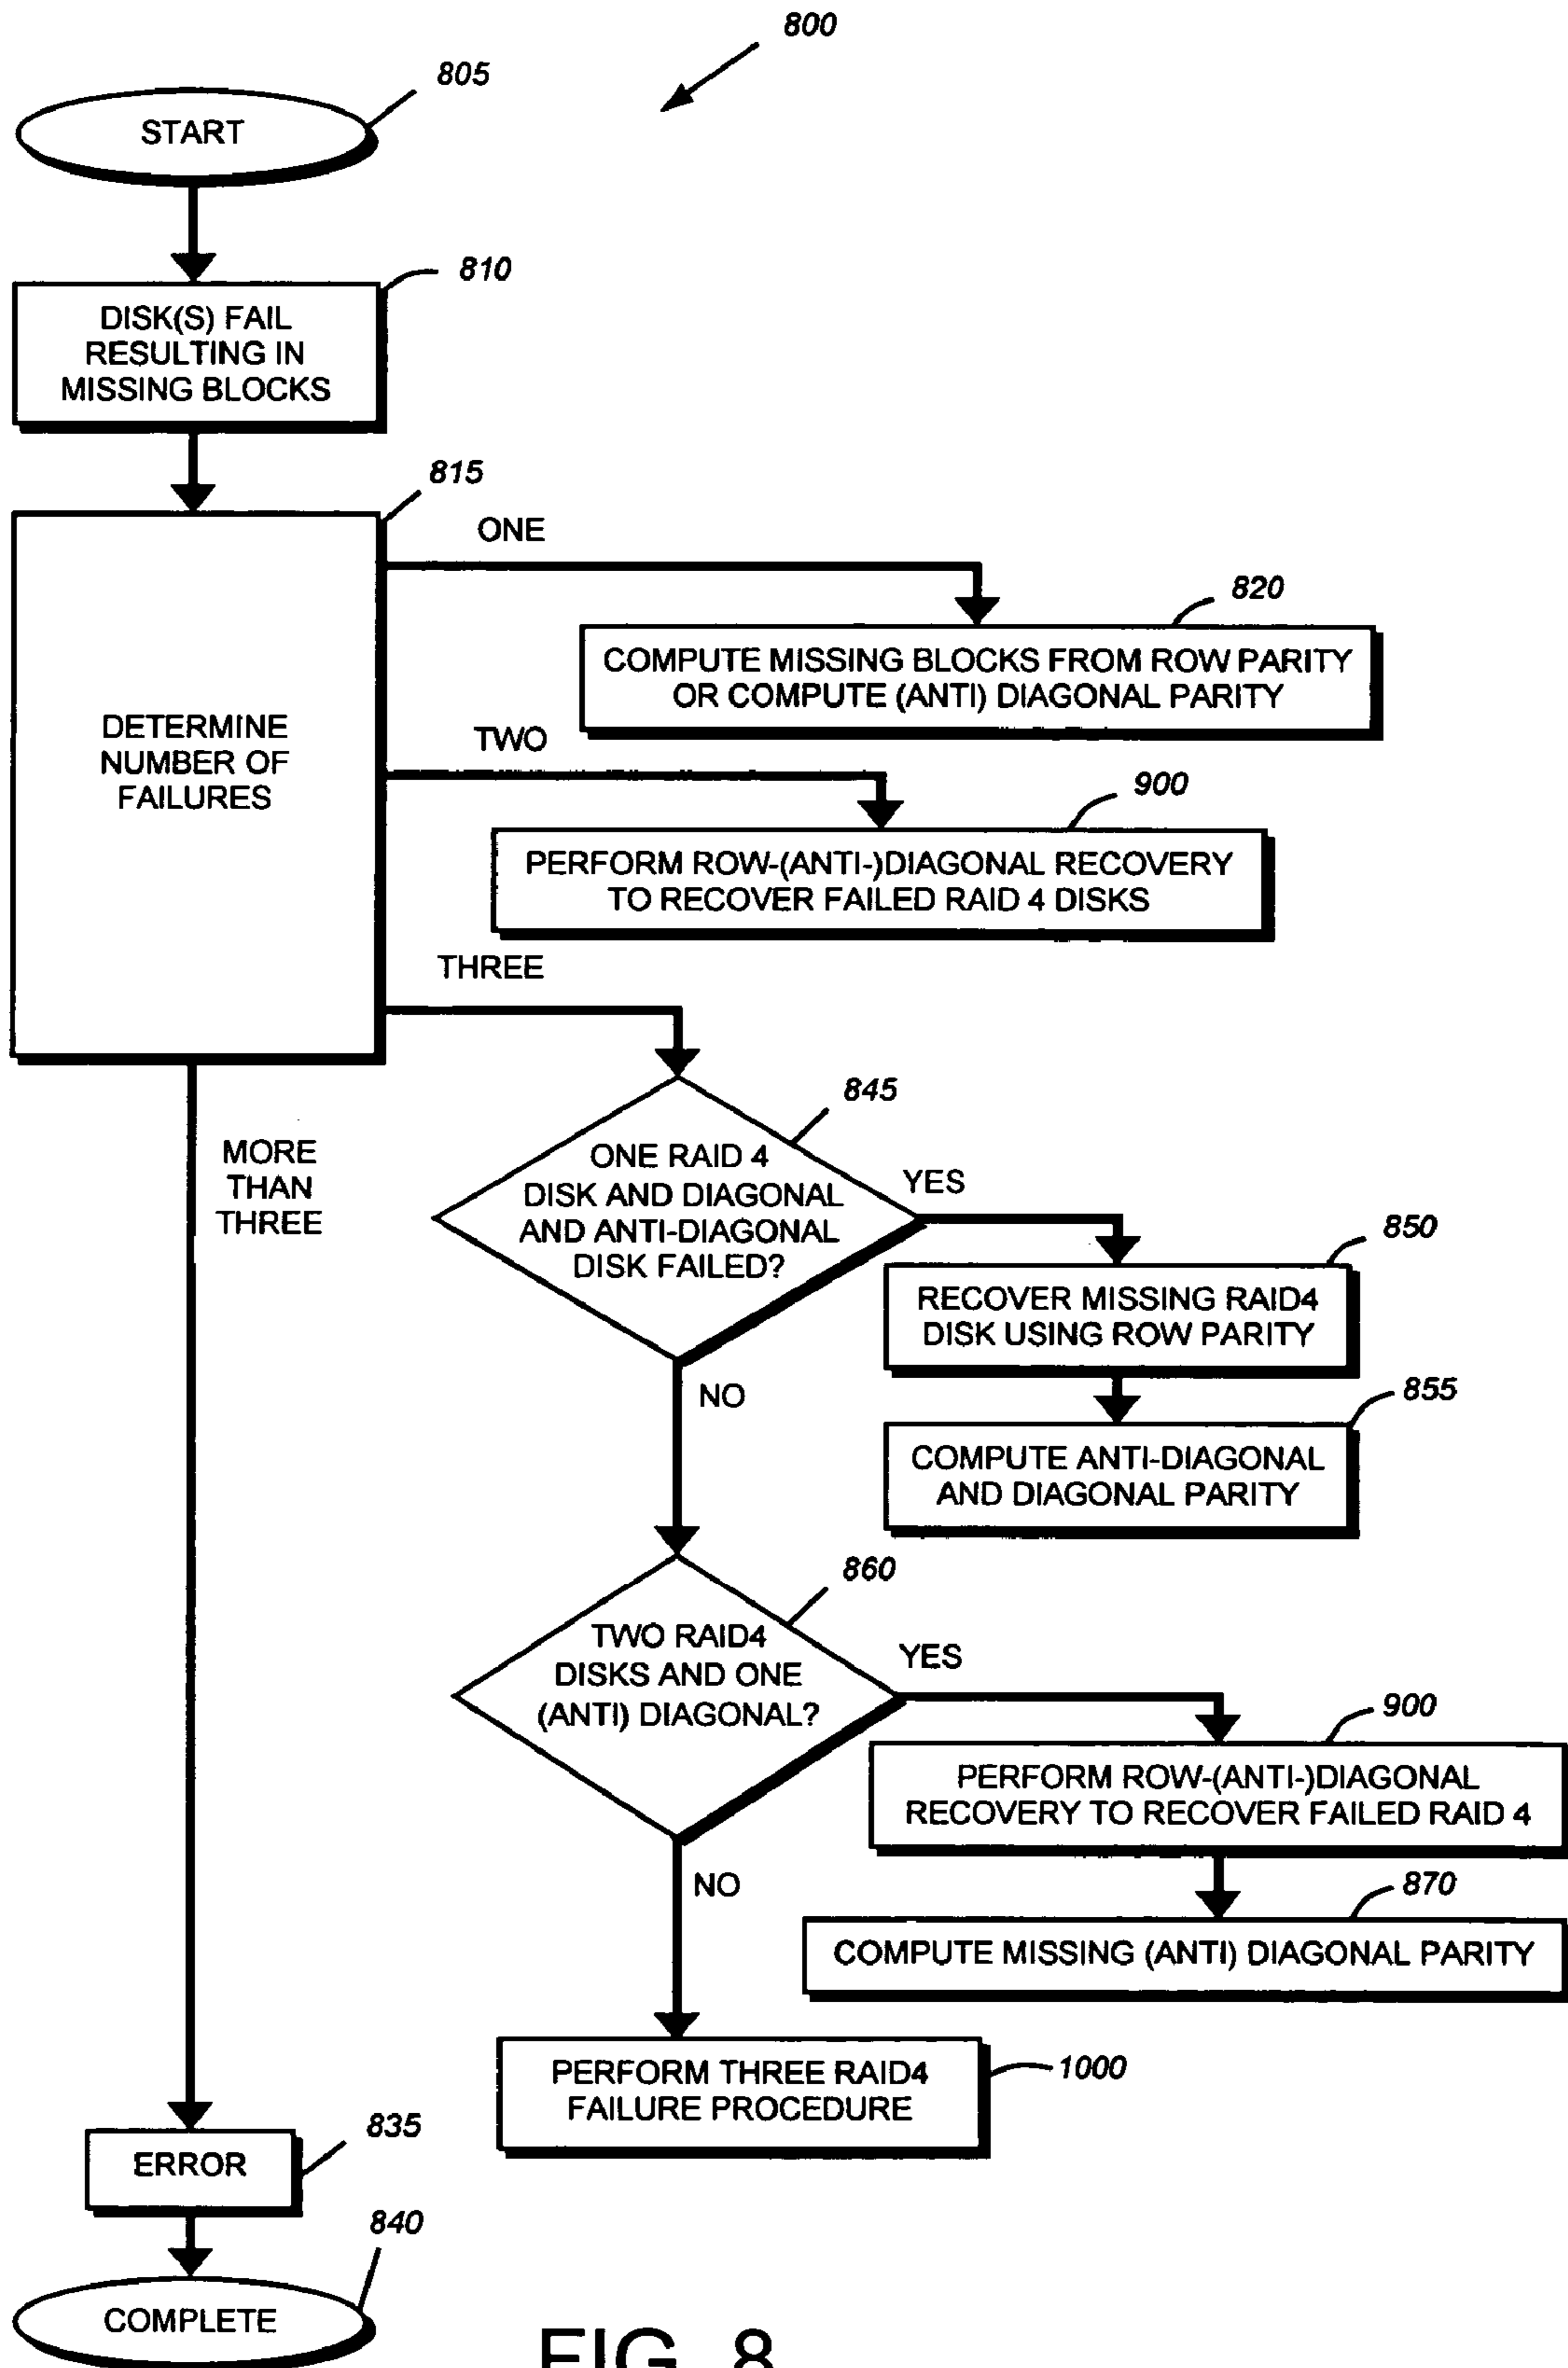 800
805
START
810
DISK(S) FAIL
RESULTING IN
MISSING BLOCKS
815
DETERMINE
NUMBER OF
FAILURES
ONE
820
COMPUTE MISSING BLOCKS FROM ROW PARITY
OR COMPUTE (ANTI) DIAGONAL PARITY
TWO
900
PERFORM ROW-(ANTI-)DIAGONAL RECOVERY
TO RECOVER FAILED RAID 4 DISKS
THREE
845
ONE RAID 4
DISK AND DIAGONAL
AND ANTI-DIAGONAL
DISK FAILED?
YES
850
RECOVER MISSING RAID4
DISK USING ROW PARITY
855
COMPUTE ANTI-DIAGONAL
AND DIAGONAL PARITY
NO
MORE
THAN
THREE
860
TWO RAID4
DISKS AND ONE
(ANTI) DIAGONAL?
YES
900
PERFORM ROW-(ANTI-)DIAGONAL
RECOVERY TO RECOVER FAILED RAID 4
870
COMPUTE MISSING (ANTI) DIAGONAL PARITY
NO
PERFORM THREE RAID4
FAILURE PROCEDURE
1000
835
ERROR
840
COMPLETE
FIG. 8